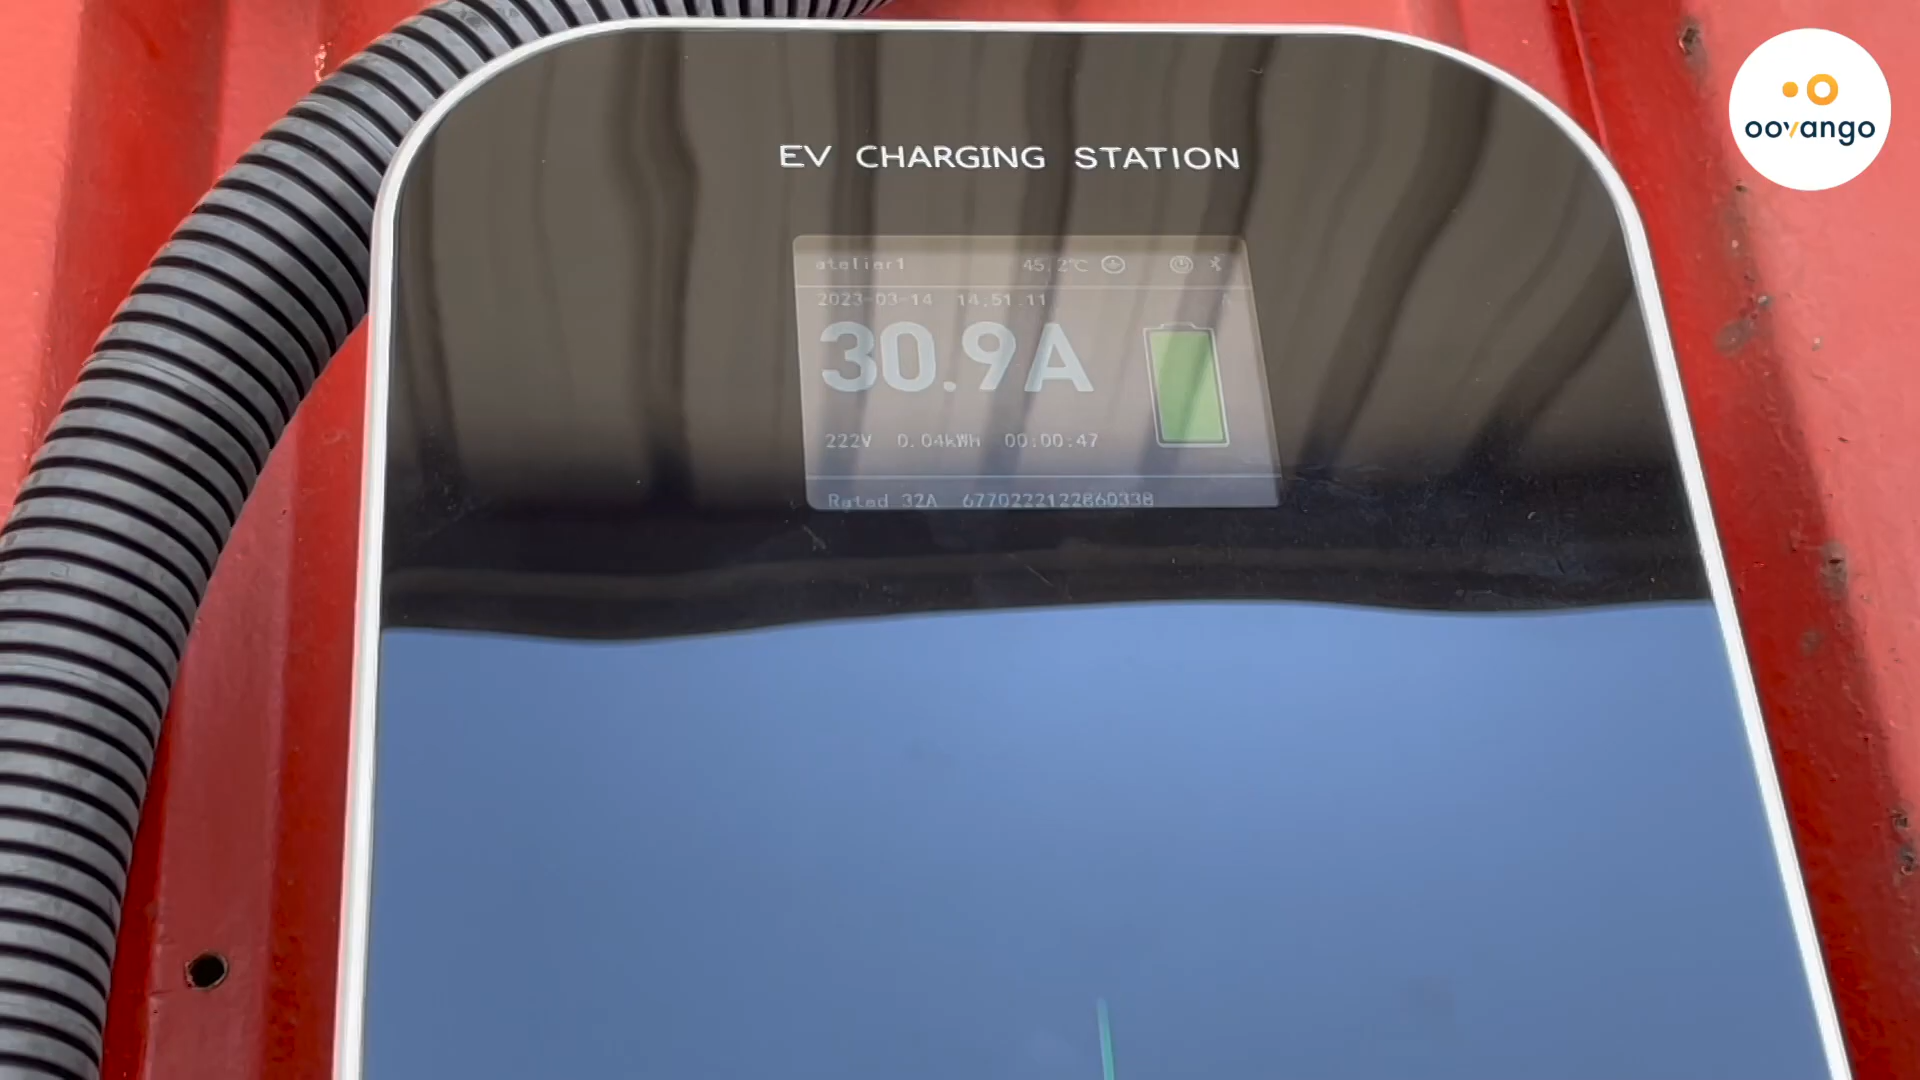 EV CHARGING STATION
atelier1 45.2℃
2023-03-14 14:51:11
30.9A
222V 0.04kWH 00:00:47
Rated 32A 6770222122860338
oovango